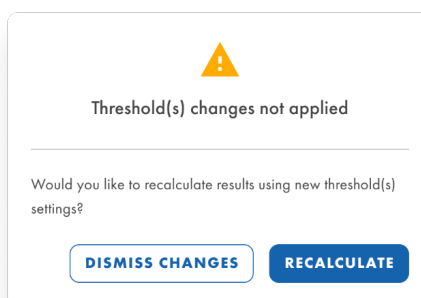 Threshold(s) changes not applied
Would you like to recalculate results using new threshold(s)
settings?
DISMISS CHANGES
RECALCULATE